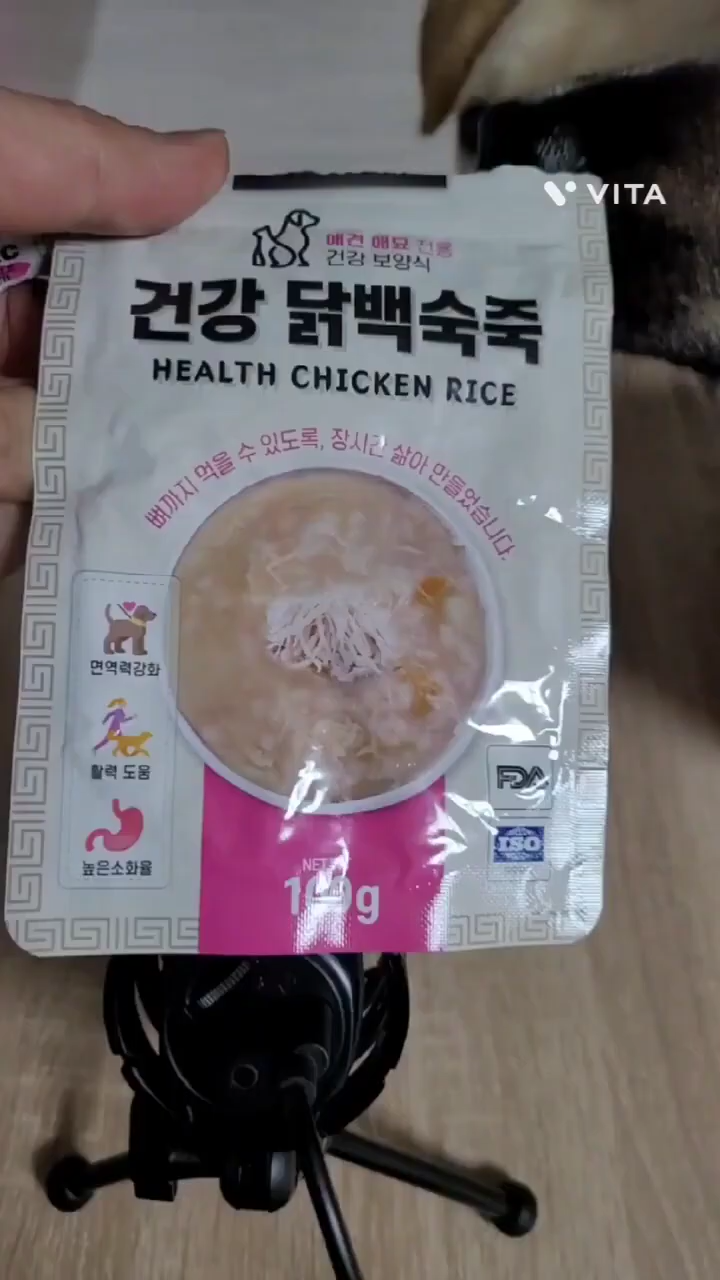 VITA
애견 애묘 전용
건강 보양식
건강 닭백숙죽
HEALTH CHICKEN RICE
뼈까지 먹을 수 있도록, 장시간 삶아 만들었습니다.
면역력강화
활력 도움
높은소화율
FDA
ISO
NET
g